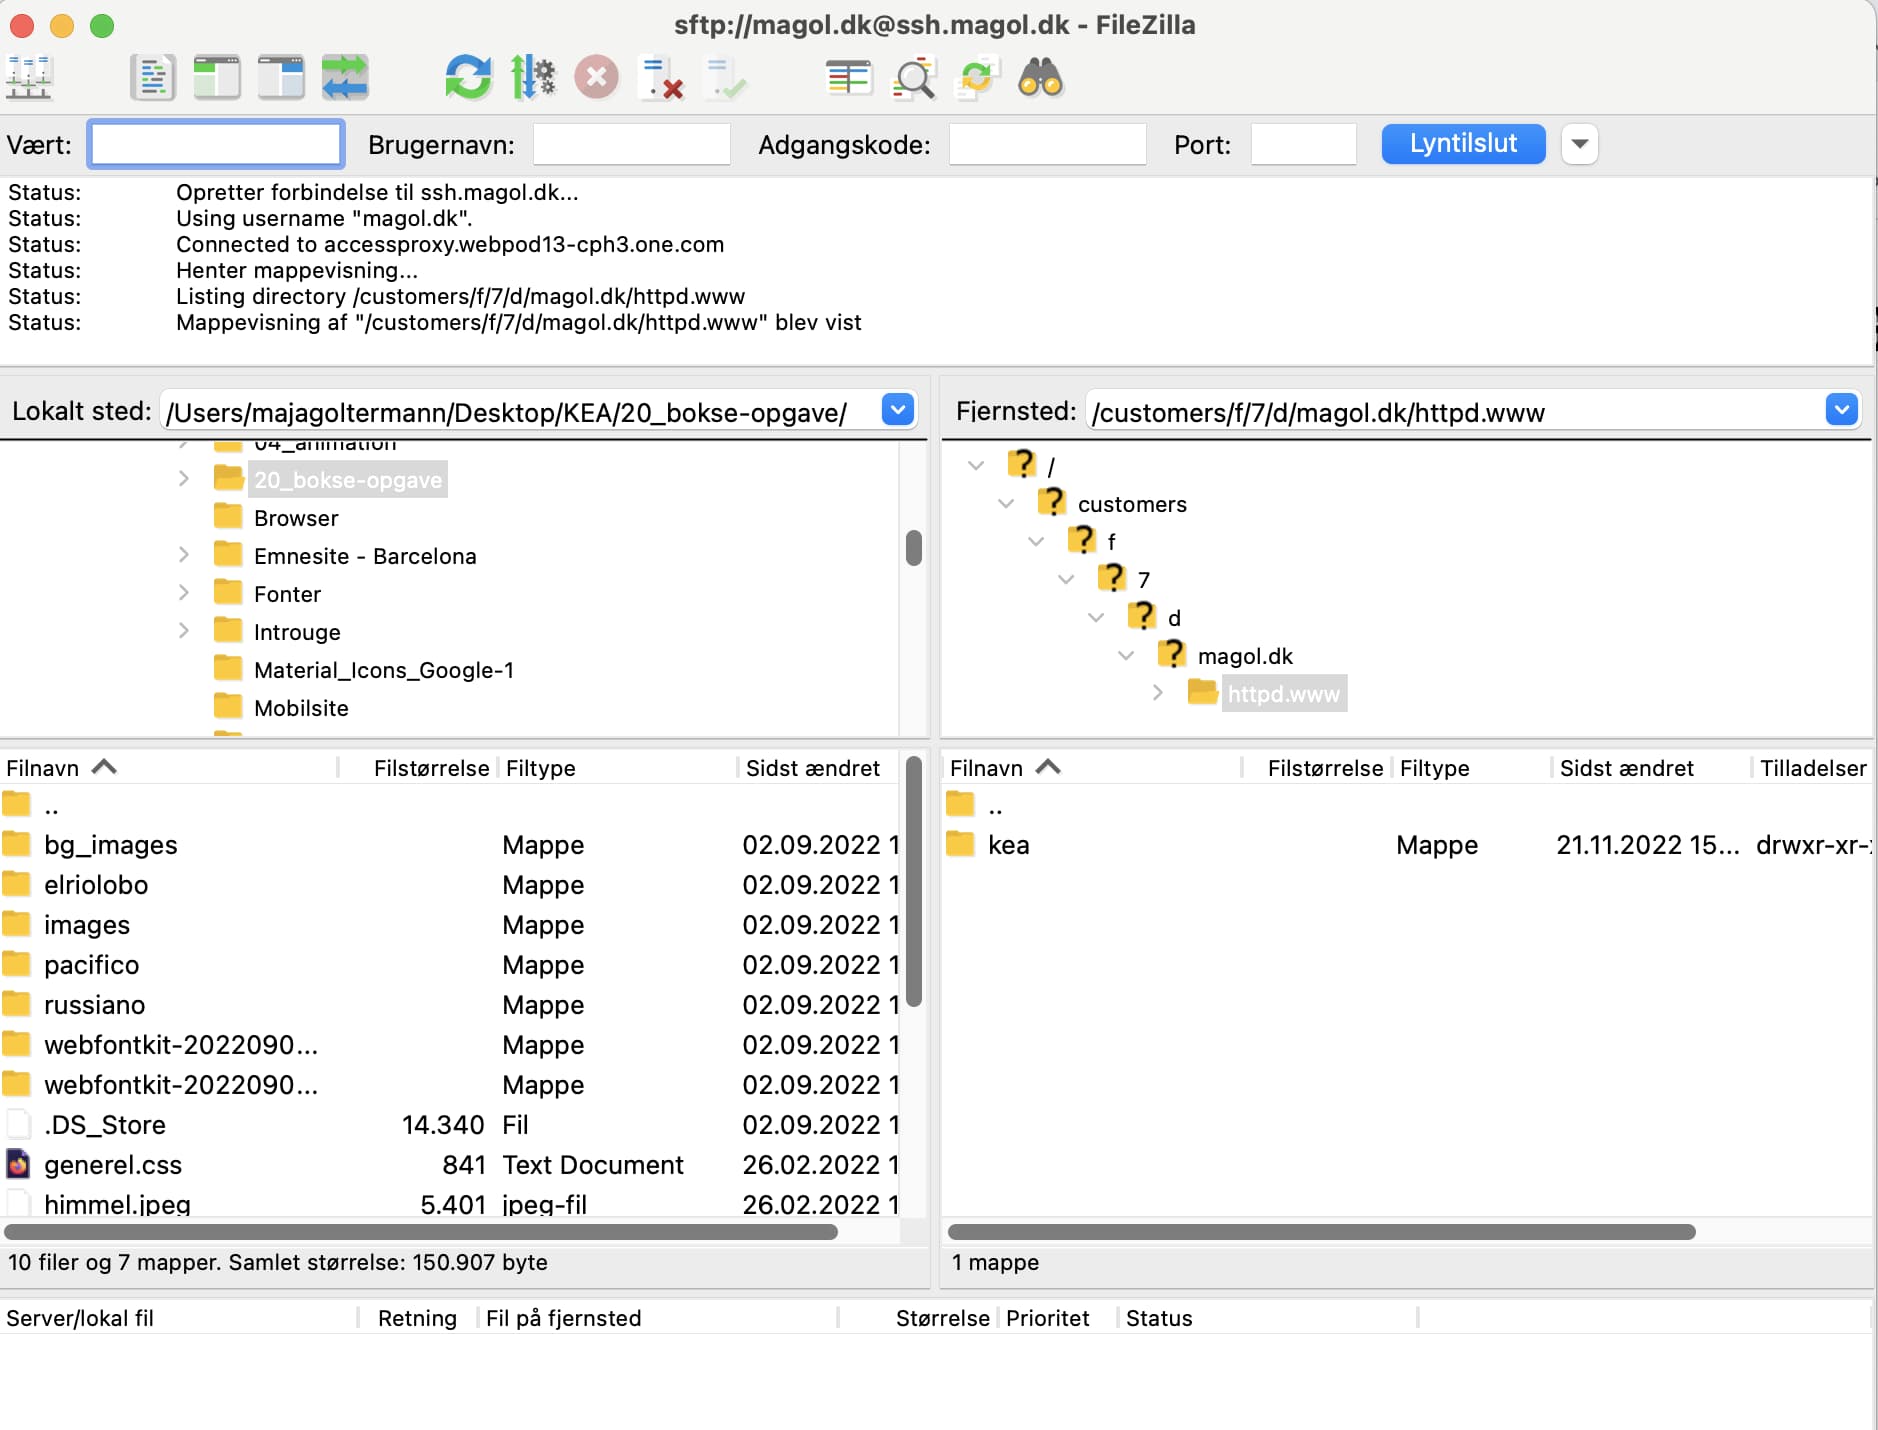 sftp://magol.dk@ssh.magol.dk - FileZilla
Vært: Brugernavn: Adgangskode: Port: Lyntilslut
Status: Opretter forbindelse til ssh.magol.dk...
Status: Using username "magol.dk".
Status: Connected to accessproxy.webpod13-cph3.one.com
Status: Henter mappevisning...
Status: Listing directory /customers/f/7/d/magol.dk/httpd.www
Status: Mappevisning af "/customers/f/7/d/magol.dk/httpd.www" blev vist
Lokalt sted: /Users/majagoltermann/Desktop/KEA/20_bokse-opgave/
04_animation
20_bokse-opgave
Browser
Emnesite - Barcelona
Fonter
Introuge
Material_Icons_Google-1
Mobilsite
Fjernsted: /customers/f/7/d/magol.dk/httpd.www
/
customers
f
7
d
magol.dk
httpd.www
Filnavn Filstørrelse Filtype Sidst ændret
..
bg_images Mappe 02.09.2022 1
elriolobo Mappe 02.09.2022 1
images Mappe 02.09.2022 1
pacifico Mappe 02.09.2022 1
russiano Mappe 02.09.2022 1
webfontkit-2022090... Mappe 02.09.2022 1
webfontkit-2022090... Mappe 02.09.2022 1
.DS_Store 14.340 Fil 02.09.2022 1
generel.css 841 Text Document 26.02.2022 1
himmel.jpeg 5.401 jpeg-fil 26.02.2022 1
10 filer og 7 mapper. Samlet størrelse: 150.907 byte
Filnavn Filstørrelse Filtype Sidst ændret Tilladelser
..
kea Mappe 21.11.2022 15... drwxr-xr-
1 mappe
Server/lokal fil Retning Fil på fjernsted Størrelse Prioritet Status